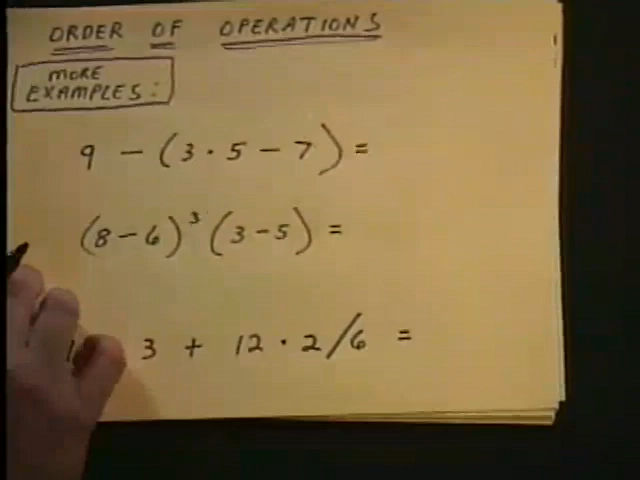 ORDER OF OPERATIONS
MORE
EXAMPLES:
9 - (3 · 5 - 7) =
(8 - 6)³ (3 - 5) =
3 + 12 · 2/6 =